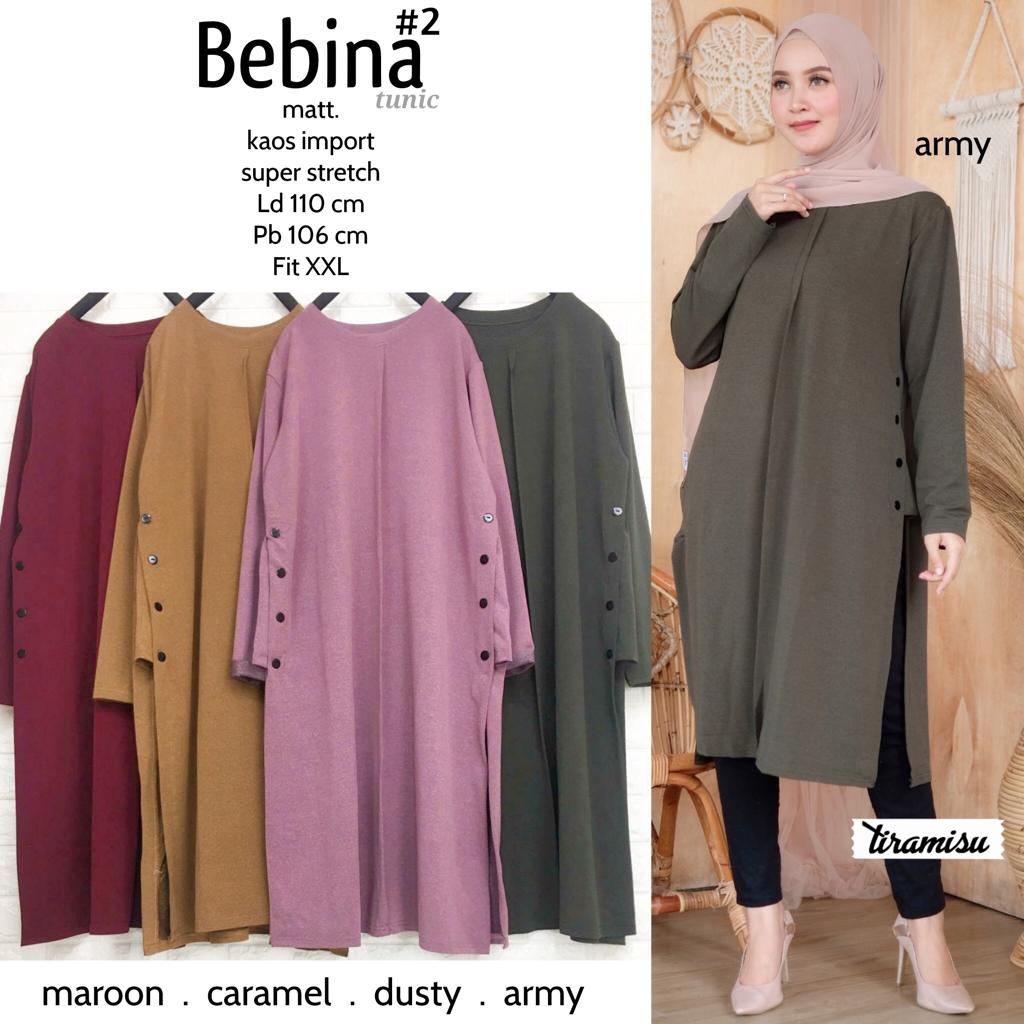 Bebina #2
tunic
matt.
kaos import
super stretch
Ld 110 cm
Pb 106 cm
Fit XXL
army
tiramisu
maroon . caramel . dusty . army